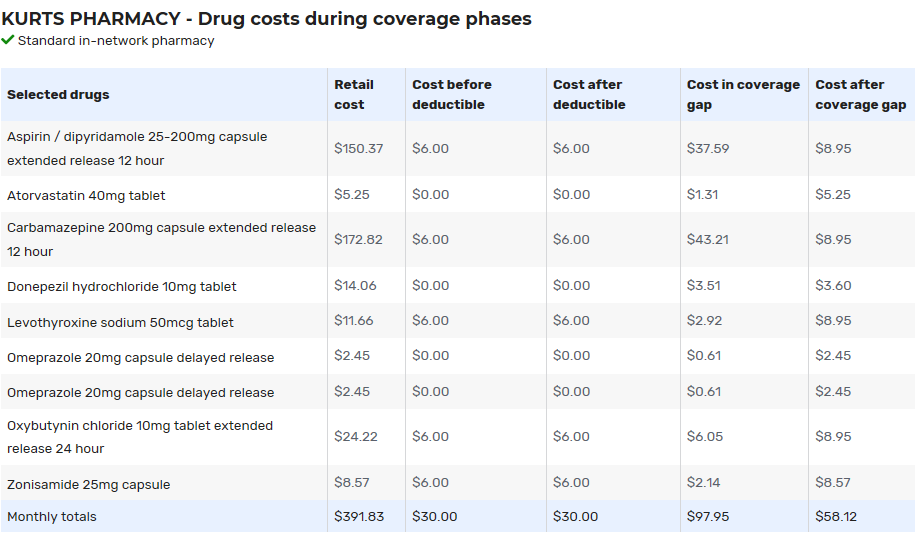 KURTS PHARMACY - Drug costs during coverage phases
Standard in-network pharmacy
Selected drugs Retail cost Cost before deductible Cost after deductible Cost in coverage gap Cost after coverage gap
Aspirin / dipyridamole 25-200mg capsule extended release 12 hour $150.37 $6.00 $6.00 $37.59 $8.95
Atorvastatin 40mg tablet $5.25 $0.00 $0.00 $1.31 $5.25
Carbamazepine 200mg capsule extended release 12 hour $172.82 $6.00 $6.00 $43.21 $8.95
Donepezil hydrochloride 10mg tablet $14.06 $0.00 $0.00 $3.51 $3.60
Levothyroxine sodium 50mcg tablet $11.66 $6.00 $6.00 $2.92 $8.95
Omeprazole 20mg capsule delayed release $2.45 $0.00 $0.00 $0.61 $2.45
Omeprazole 20mg capsule delayed release $2.45 $0.00 $0.00 $0.61 $2.45
Oxybutynin chloride 10mg tablet extended release 24 hour $24.22 $6.00 $6.00 $6.05 $8.95
Zonisamide 25mg capsule $8.57 $6.00 $6.00 $2.14 $8.57
Monthly totals $391.83 $30.00 $30.00 $97.95 $58.12